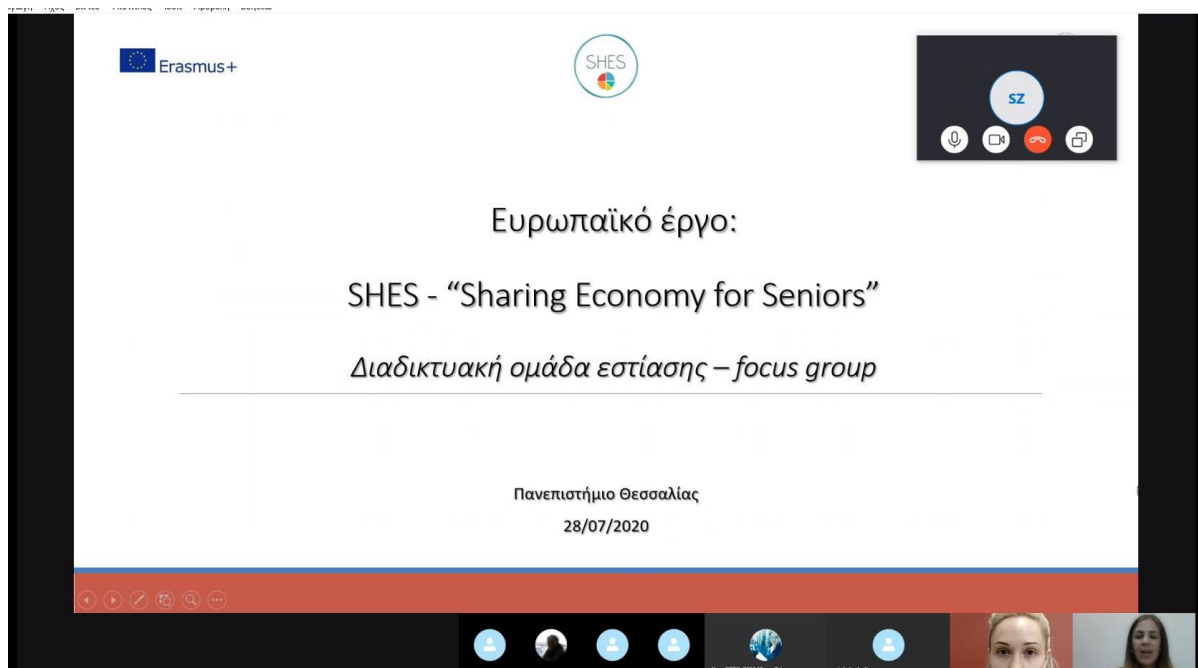 Erasmus+
SHES
SZ
Ευρωπαϊκό έργο:
SHES - “Sharing Economy for Seniors”
Διαδικτυακή ομάδα εστίασης – focus group
Πανεπιστήμιο Θεσσαλίας
28/07/2020